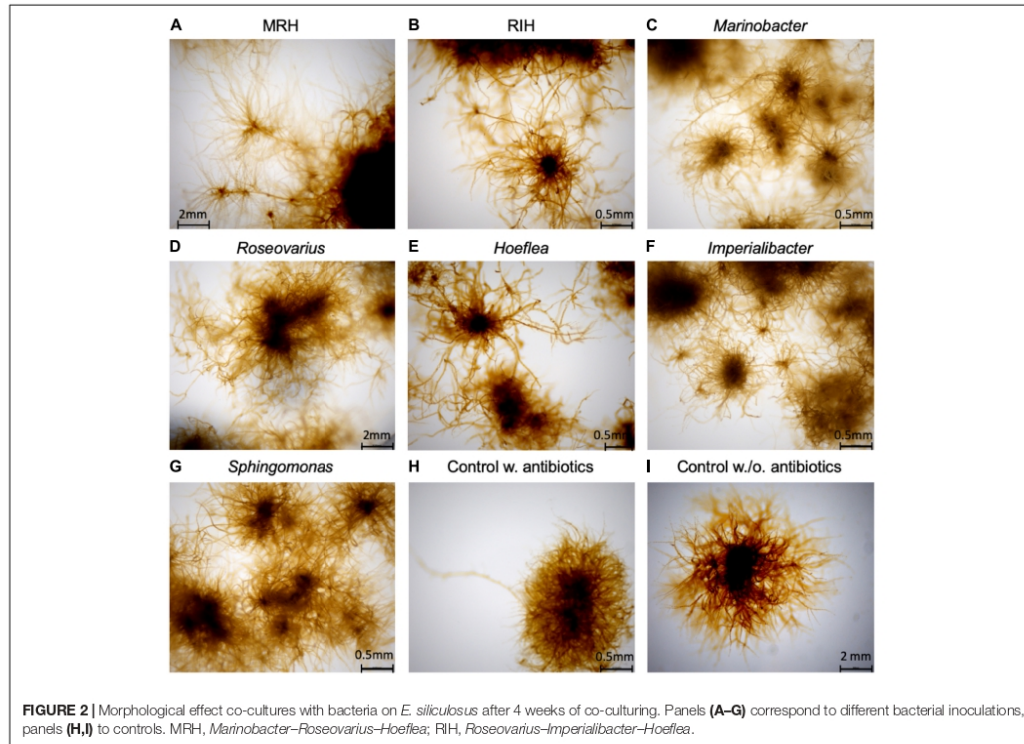 A MRH
B RIH
C Marinobacter
2mm
0.5mm
0.5mm
D Roseovarius
E Hoeflea
F Imperialibacter
2mm
0.5mm
0.5mm
G Sphingomonas
H Control w. antibiotics
I Control w./o. antibiotics
0.5mm
0.5mm
2 mm
FIGURE 2 | Morphological effect co-cultures with bacteria on E. siliculosus after 4 weeks of co-culturing. Panels (A–G) correspond to different bacterial inoculations,
panels (H,I) to controls. MRH, Marinobacter–Roseovarius–Hoeflea; RIH, Roseovarius–Imperialibacter–Hoeflea.